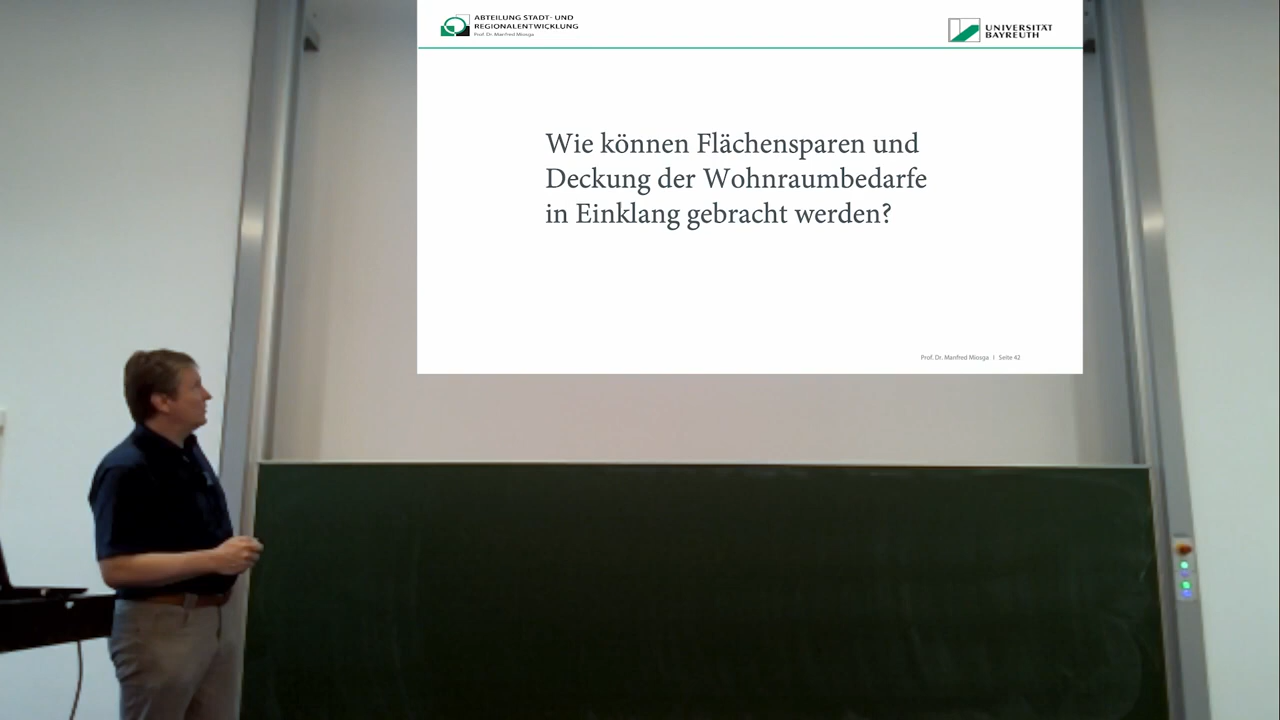 ABTEILUNG STADT- UND
REGIONALENTWICKLUNG
Prof. Dr. Manfred Miosga
UNIVERSITÄT
BAYREUTH
Wie können Flächensparen und
Deckung der Wohnraumbedarfe
in Einklang gebracht werden?
Prof. Dr. Manfred Miosga I Seite 42